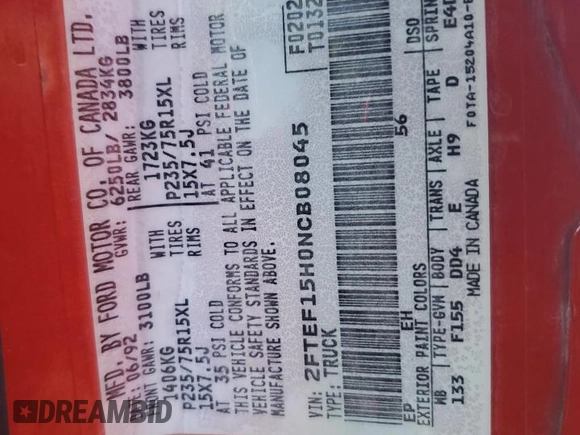 MFD. BY FORD MOTOR CO. OF CANADA LTD.
06/92 GVWR: 6250LB/ 2834KG
GAWR: 3100LB REAR GAWR: 3800LB
1406KG WITH 1723KG WITH
P235/75R15XL TIRES P235/75R15XL TIRES
15X7.5J RIMS 15X7.5J RIMS
AT 35 PSI COLD AT 41 PSI COLD
THIS VEHICLE CONFORMS TO ALL APPLICABLE FEDERAL MOTOR
VEHICLE SAFETY STANDARDS IN EFFECT ON THE DATE OF
MANUFACTURE SHOWN ABOVE.
F0202
T0132
VIN: 2FTEF15H0NCB08045
TYPE: TRUCK
EP EH 56 DSO
EXTERIOR PAINT COLORS
WB TYPE-GVW BODY TRANS AXLE TAPE SPRIN
133 F155 DD4 E H9 D E4D
MADE IN CANADA
DREAMBID